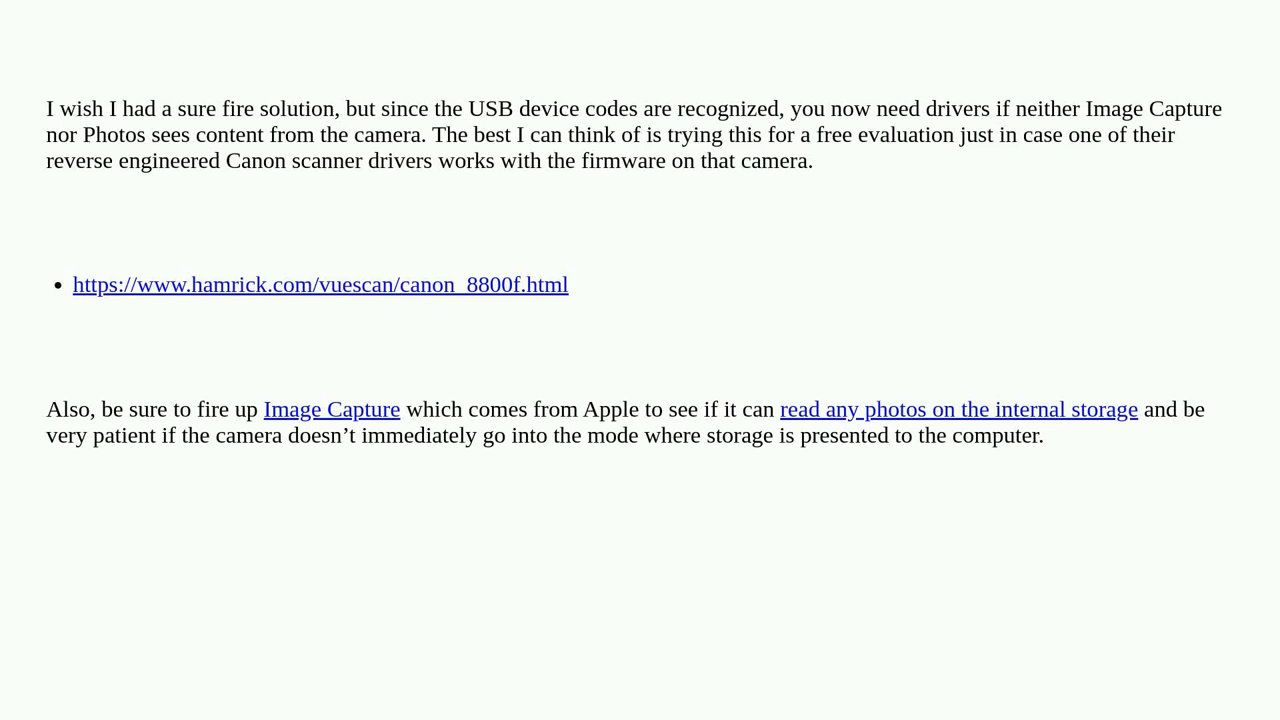 I wish I had a sure fire solution, but since the USB device codes are recognized, you now need drivers if neither Image Capture
nor Photos sees content from the camera. The best I can think of is trying this for a free evaluation just in case one of their
reverse engineered Canon scanner drivers works with the firmware on that camera.
• https://www.hamrick.com/vuescan/canon_8800f.html
Also, be sure to fire up Image Capture which comes from Apple to see if it can read any photos on the internal storage and be
very patient if the camera doesn’t immediately go into the mode where storage is presented to the computer.